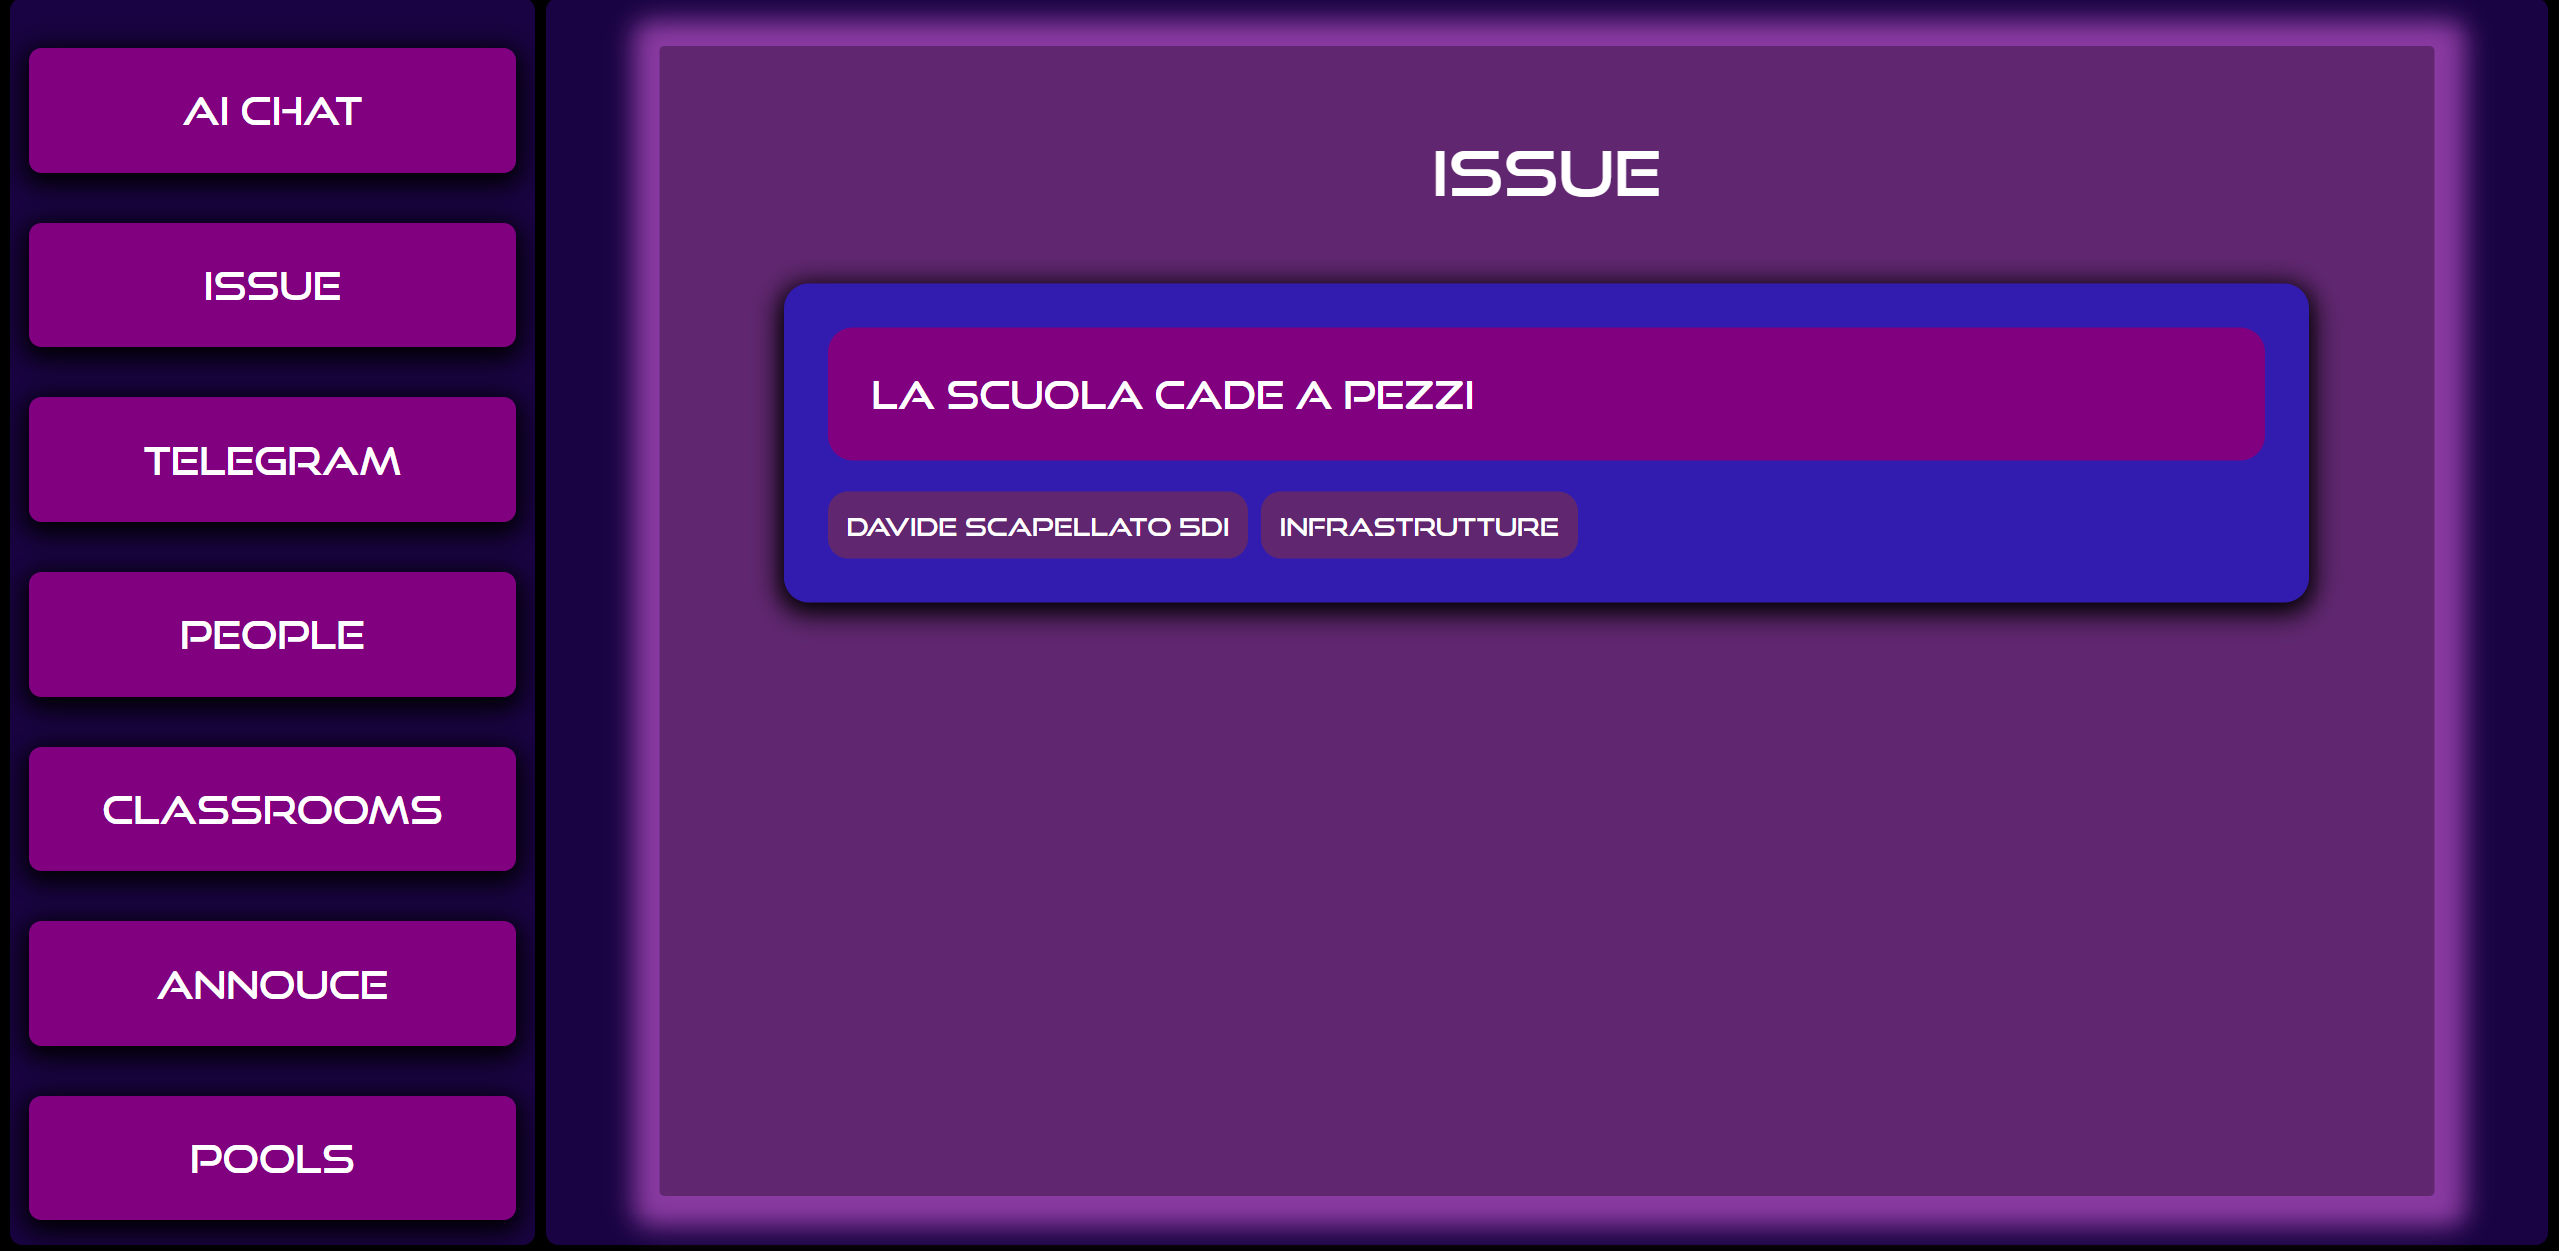 AI CHAT
ISSUE
TELEGRAM
PEOPLE
CLASSROOMS
ANNOUCE
POOLS
ISSUE
LA SCUOLA CADE A PEZZI
DAVIDE SCAPELLATO 5DI
INFRASTRUTTURE